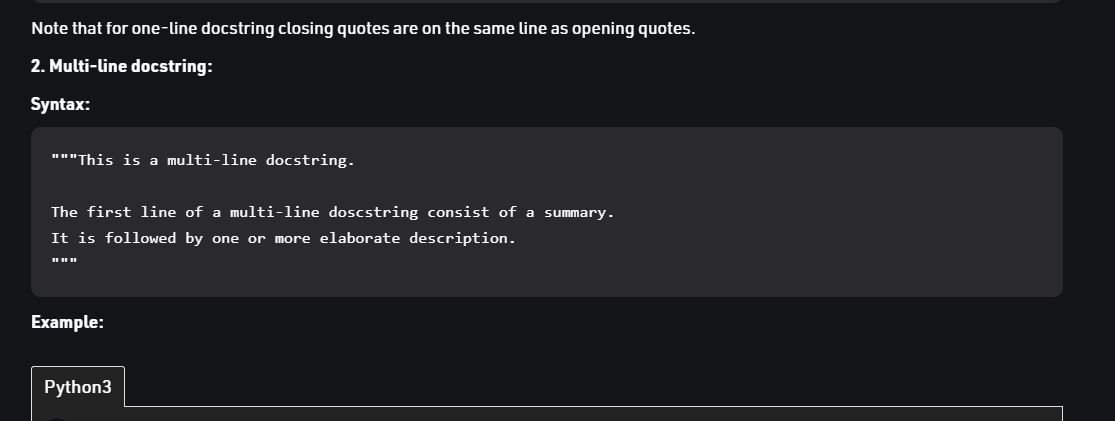 Note that for one-line docstring closing quotes are on the same line as opening quotes.
2. Multi-line docstring:
Syntax:
"""This is a multi-line docstring.
The first line of a multi-line doscstring consist of a summary.
It is followed by one or more elaborate description.
"""
Example:
Python3